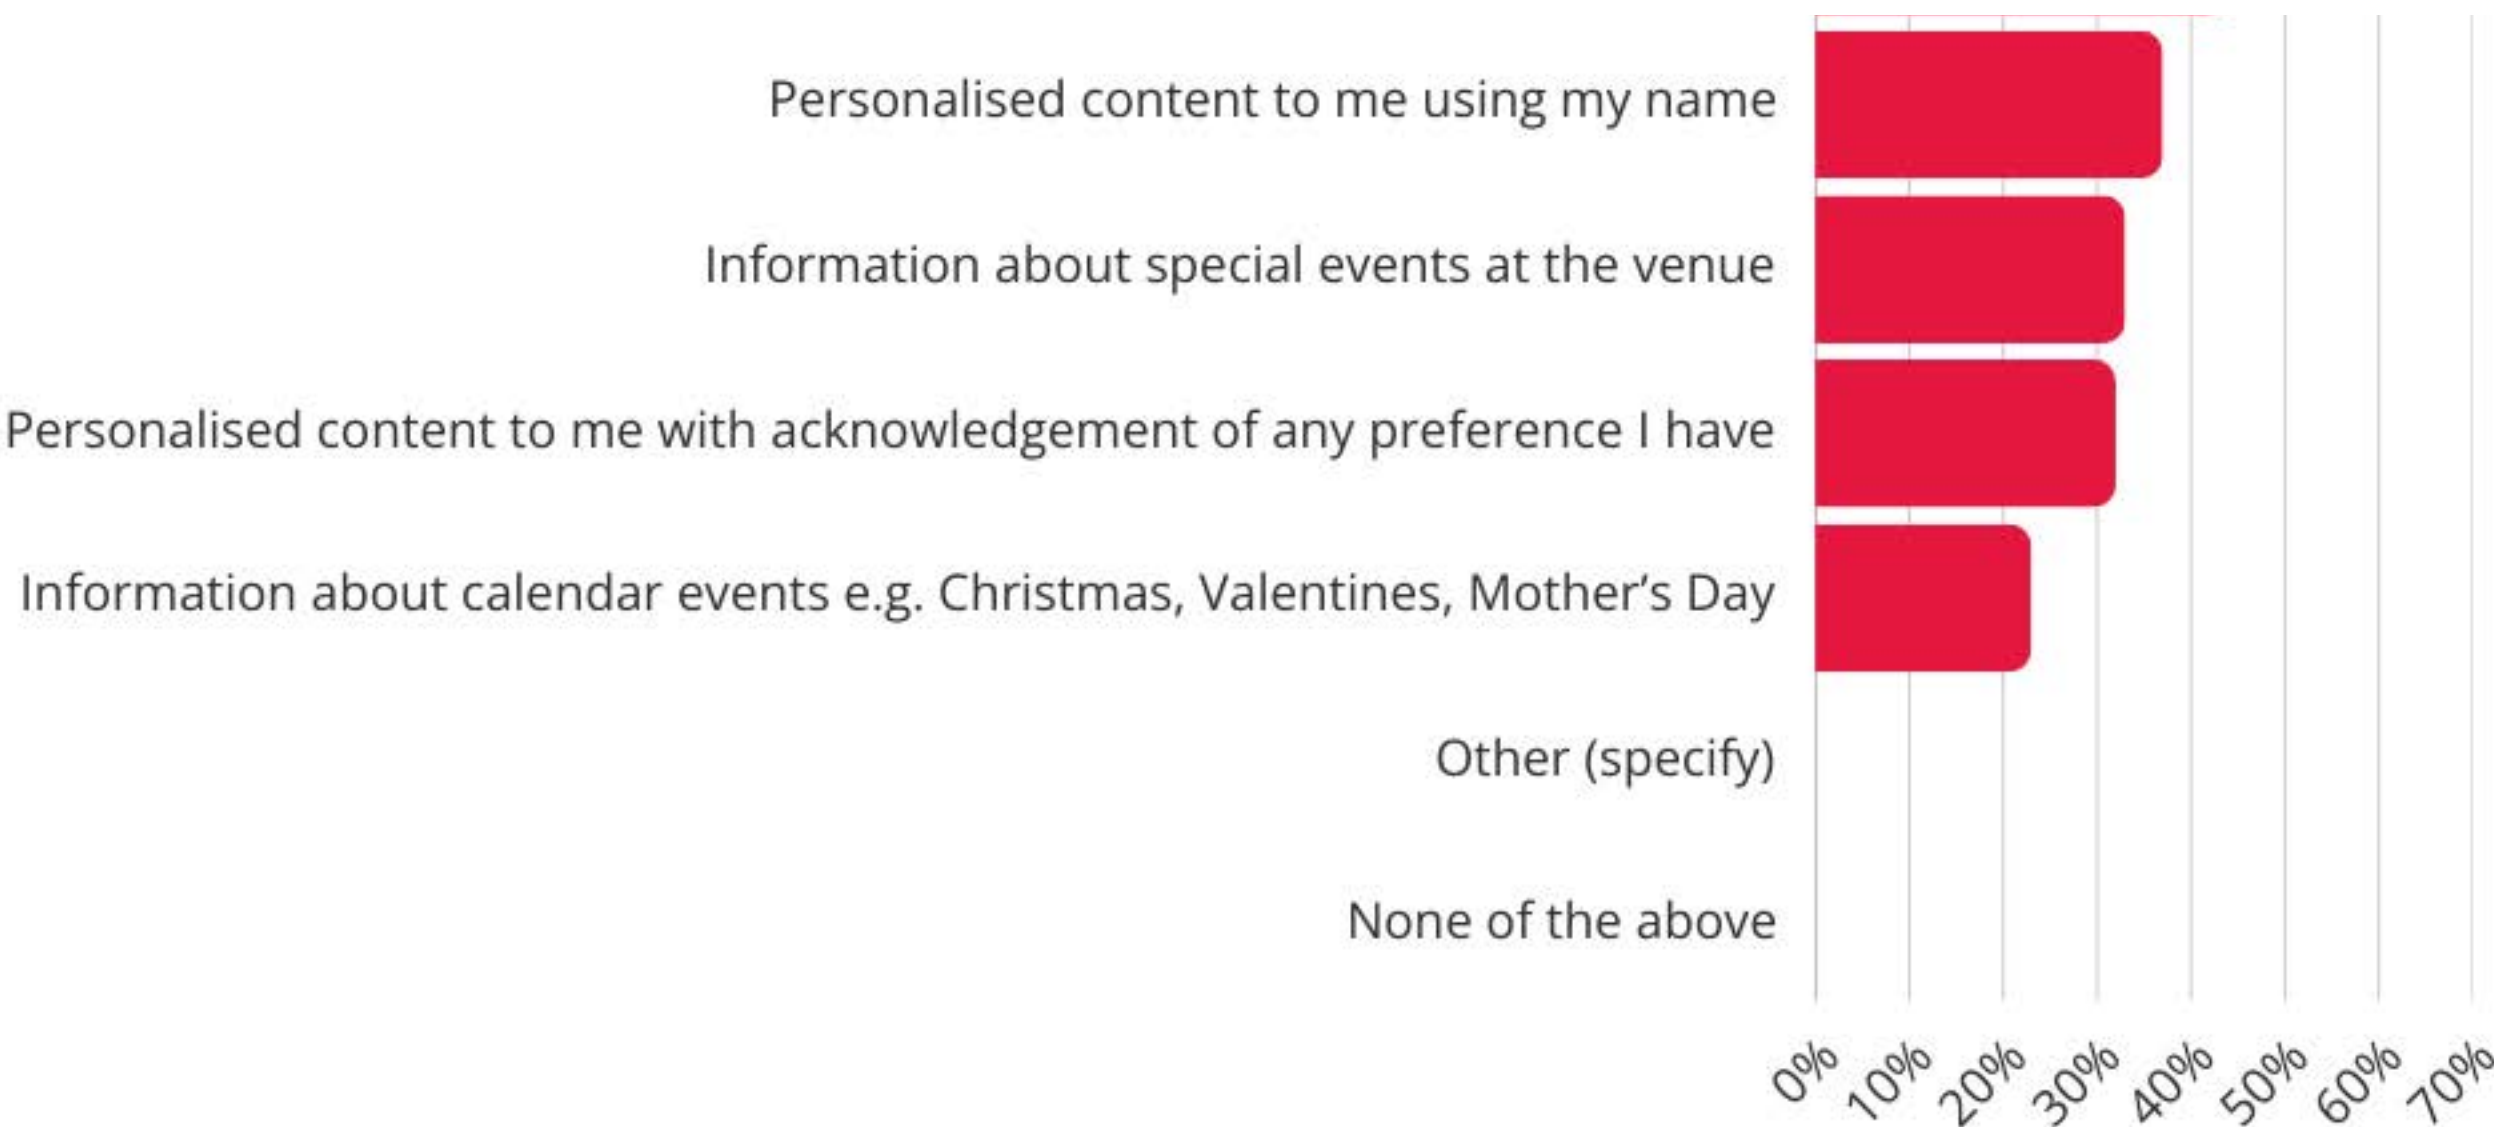 Personalised content to me using my name
Information about special events at the venue
Personalised content to me with acknowledgement of any preference I have
Information about calendar events e.g. Christmas, Valentines, Mother’s Day
Other (specify)
None of the above
0%
10%
20%
30%
40%
50%
60%
70%